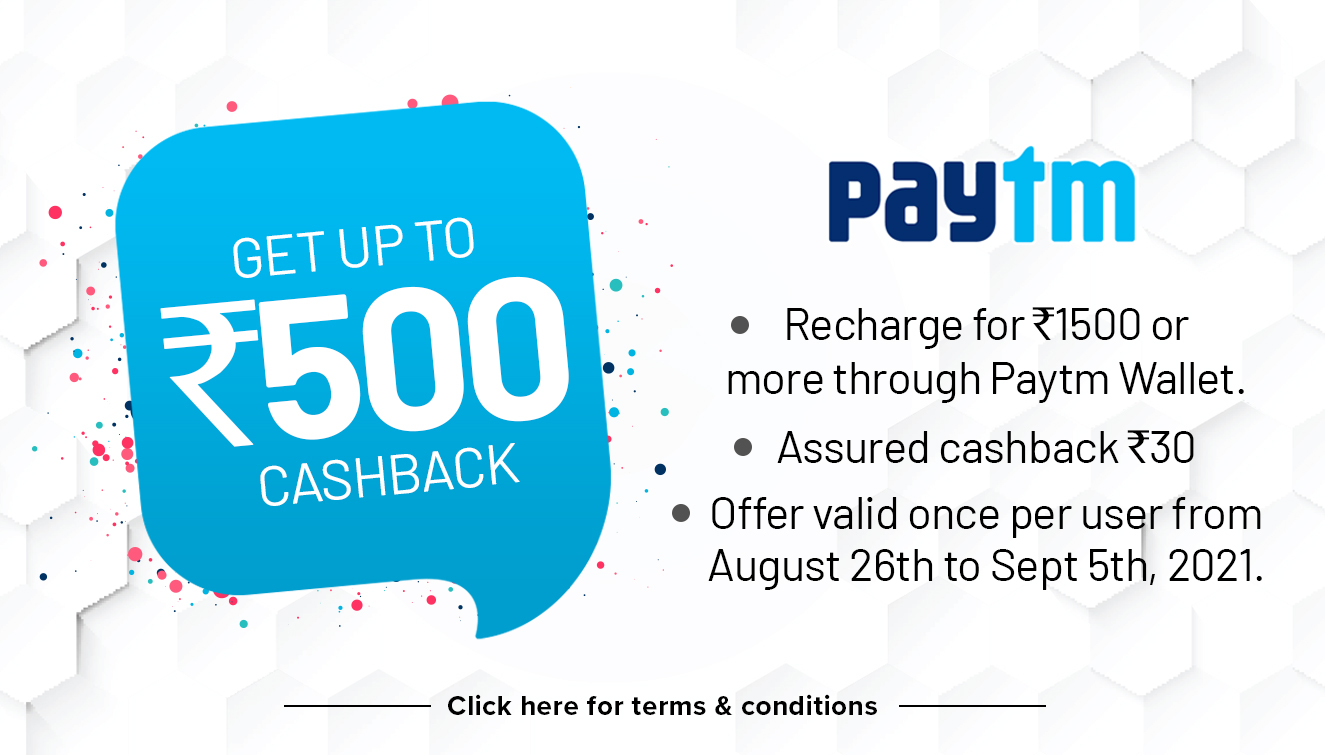 GET UP TO
₹500
CASHBACK
paytm
• Recharge for ₹1500 or
more through Paytm Wallet.
• Assured cashback ₹30
• Offer valid once per user from
August 26th to Sept 5th, 2021.
Click here for terms & conditions